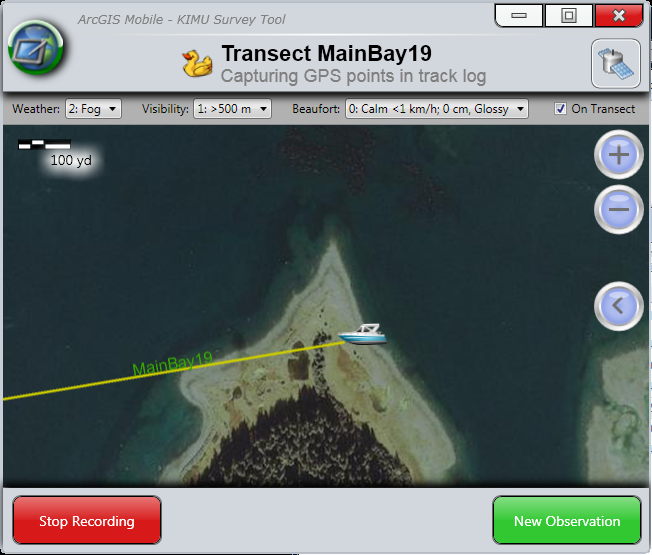 ArcGIS Mobile - KIMU Survey Tool
Transect MainBay19
Capturing GPS points in track log
Weather: 2: Fog Visibility: 1: >500 m Beaufort: 0: Calm <1 km/h; 0 cm, Glossy On Transect
100 yd
MainBay19
Stop Recording New Observation